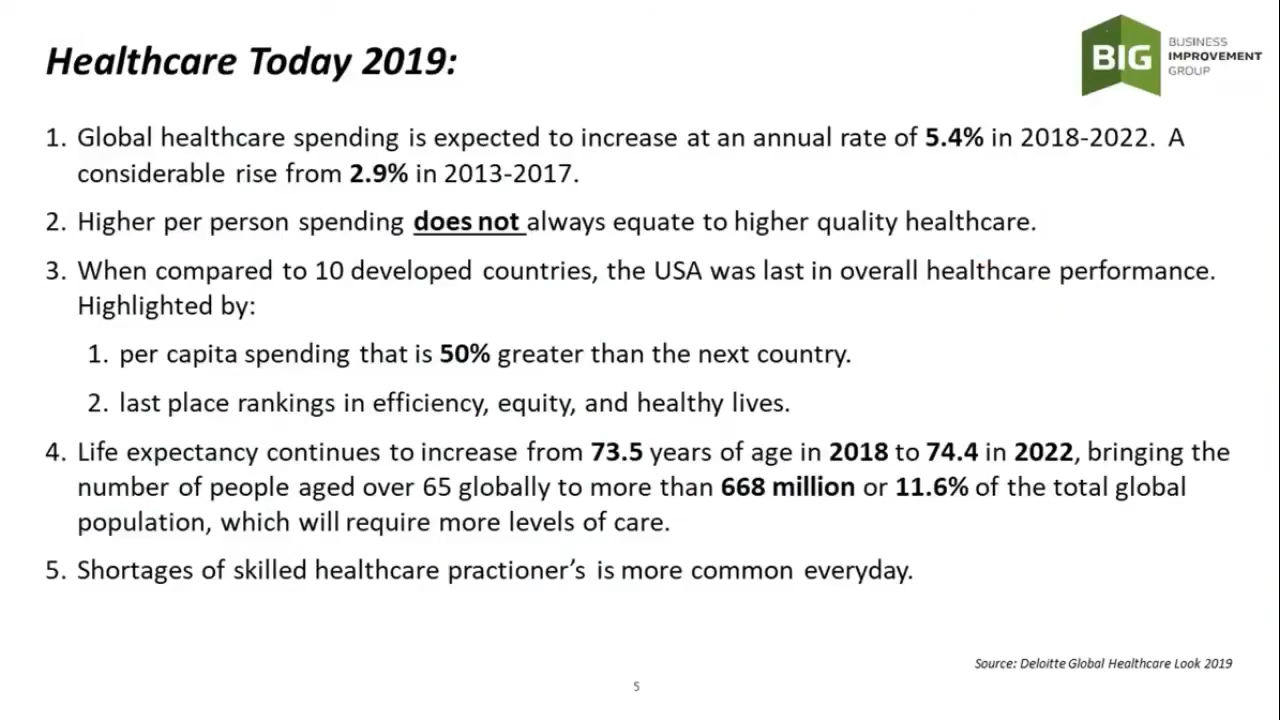 Healthcare Today 2019:
BIG
BUSINESS
IMPROVEMENT
GROUP
1. Global healthcare spending is expected to increase at an annual rate of 5.4% in 2018-2022. A
considerable rise from 2.9% in 2013-2017.
2. Higher per person spending does not always equate to higher quality healthcare.
3. When compared to 10 developed countries, the USA was last in overall healthcare performance.
Highlighted by:
1. per capita spending that is 50% greater than the next country.
2. last place rankings in efficiency, equity, and healthy lives.
4. Life expectancy continues to increase from 73.5 years of age in 2018 to 74.4 in 2022, bringing the
number of people aged over 65 globally to more than 668 million or 11.6% of the total global
population, which will require more levels of care.
5. Shortages of skilled healthcare practioner's is more common everyday.
Source: Deloitte Global Healthcare Look 2019
5